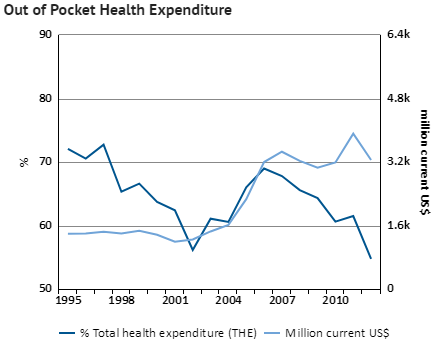 Out of Pocket Health Expenditure
90
80
70
60
50
%
6.4k
4.8k
3.2k
1.6k
0
million current US$
1995 1998 2001 2004 2007 2010
% Total health expenditure (THE) Million current US$